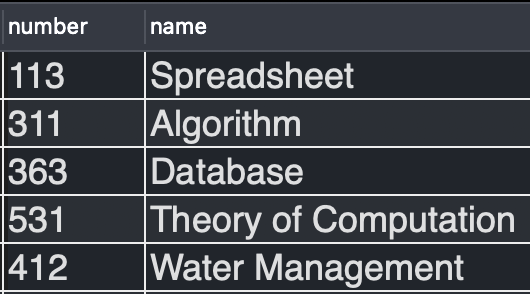 number name
113 Spreadsheet
311 Algorithm
363 Database
531 Theory of Computation
412 Water Management